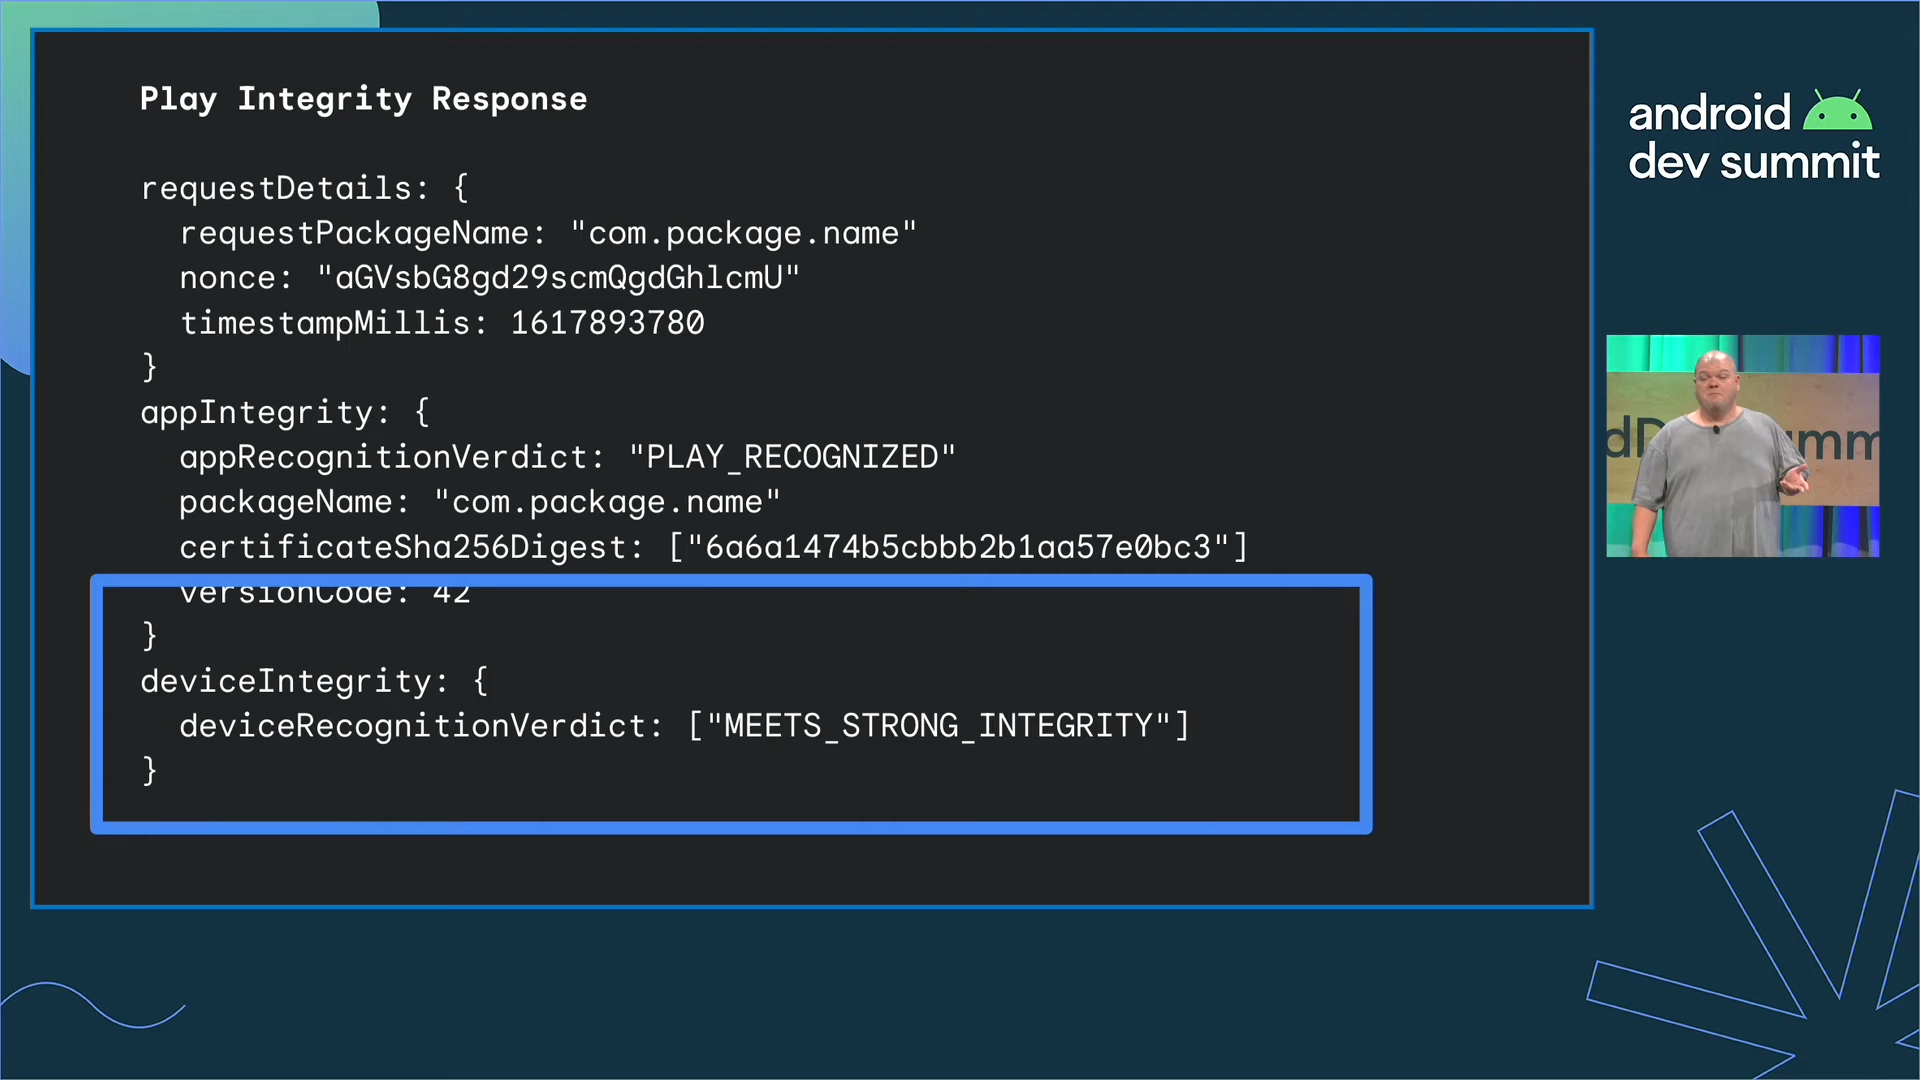 Play Integrity Response
requestDetails: {
requestPackageName: "com.package.name"
nonce: "aGVsbG8gd29scmQgdGhlcmU"
timestampMillis: 1617893780
}
appIntegrity: {
appRecognitionVerdict: "PLAY_RECOGNIZED"
packageName: "com.package.name"
certificateSha256Digest: ["6a6a1474b5cbbb2b1aa57e0bc3"]
versionCode: 42
}
deviceIntegrity: {
deviceRecognitionVerdict: ["MEETS_STRONG_INTEGRITY"]
}
android
dev summit